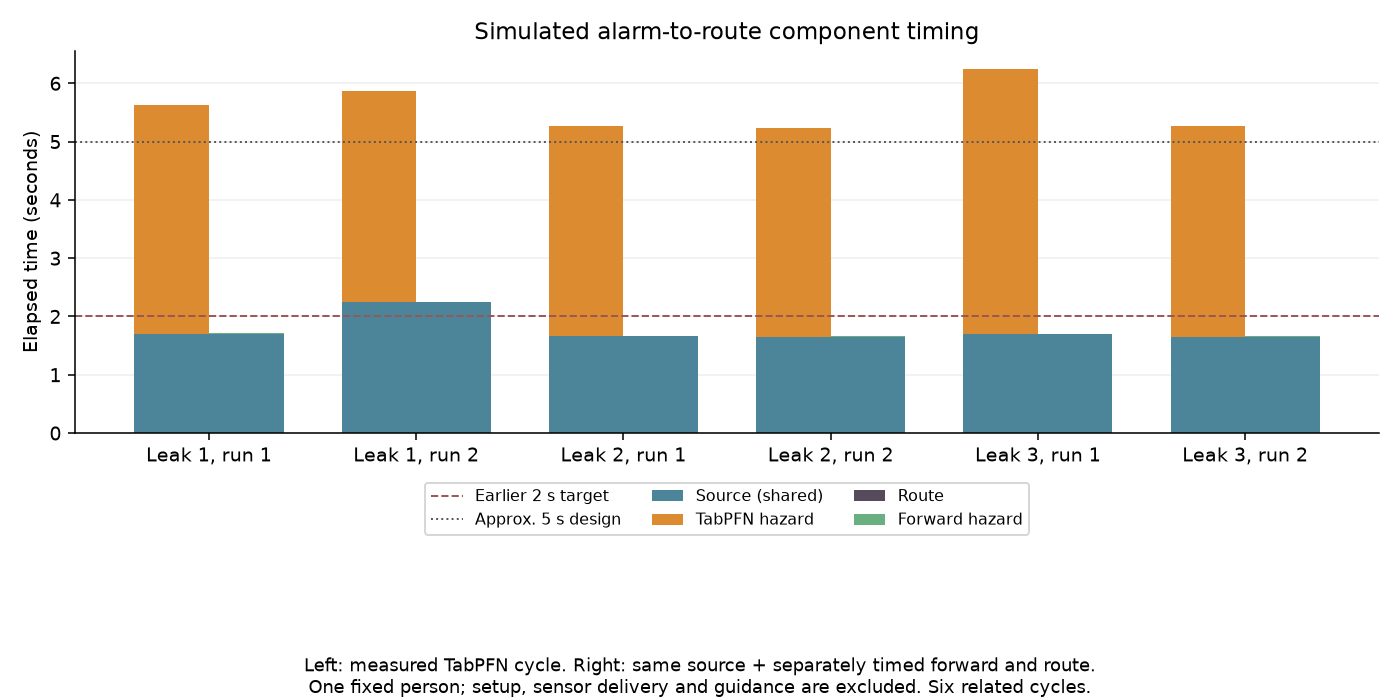 Simulated alarm-to-route component timing
Elapsed time (seconds)
6
5
4
3
2
1
0
Leak 1, run 1
Leak 1, run 2
Leak 2, run 1
Leak 2, run 2
Leak 3, run 1
Leak 3, run 2
Earlier 2 s target
Approx. 5 s design
Source (shared)
TabPFN hazard
Route
Forward hazard
Left: measured TabPFN cycle. Right: same source + separately timed forward and route.
One fixed person; setup, sensor delivery and guidance are excluded. Six related cycles.